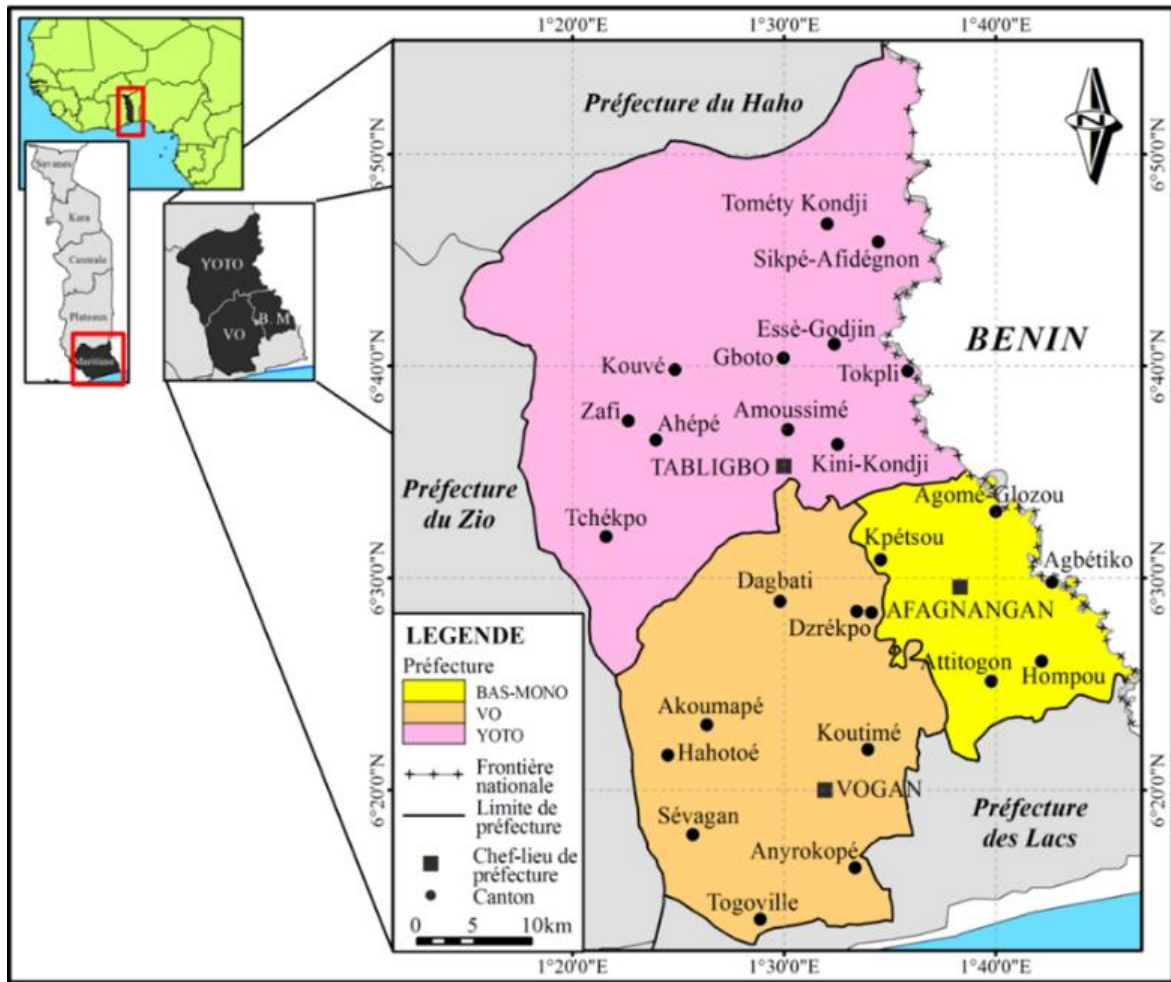 1°20'0"E
1°30'0"E
1°40'0"E
Savanes
Kara
Centrale
Plateaux
Maritime
YOTO
VO
B. M
Préfecture du Haho
N
6°50'0"N
6°50'0"N
Tométy Kondji
Sikpé-Afidégnon
BENIN
Essè-Godjin
Gboto
Kouvé
Tokpli
6°40'0"N
6°40'0"N
Zafi
Ahépé
Amoussimé
TABLIGBO
Kini-Kondji
Préfecture
du Zio
Tchékpo
Agomé-Glozou
Kpétsou
Agbétiko
6°30'0"N
6°30'0"N
Dagbati
Dzrékpo
AFAGNANGAN
Attitogon
Hompou
Akoumapé
Hahotoé
Koutimé
VOGAN
6°20'0"N
6°20'0"N
Sévagan
Anyrokopé
Togoville
Préfecture
des Lacs
LEGENDE
Préfecture
BAS-MONO
VO
YOTO
Frontière
nationale
Limite de
préfecture
Chef-lieu de
préfecture
Canton
0 5 10km
1°20'0"E
1°30'0"E
1°40'0"E